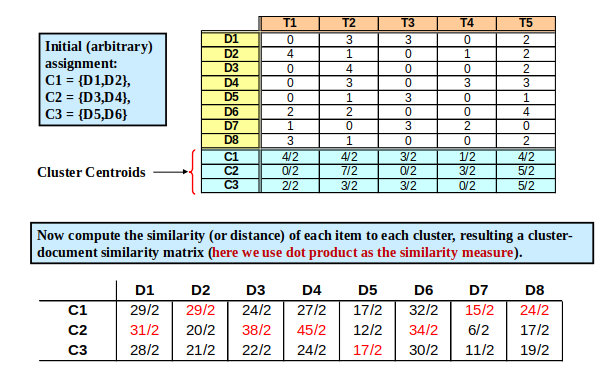 T1 T2 T3 T4 T5
D1 0 3 3 0 2
D2 4 1 0 1 2
D3 0 4 0 0 2
D4 0 3 0 3 3
D5 0 1 3 0 1
D6 2 2 0 0 4
D7 1 0 3 2 0
D8 3 1 0 0 2
C1 4/2 4/2 3/2 1/2 4/2
C2 0/2 7/2 0/2 3/2 5/2
C3 2/2 3/2 3/2 0/2 5/2
Initial (arbitrary)
assignment:
C1 = {D1,D2},
C2 = {D3,D4},
C3 = {D5,D6}
Cluster Centroids
Now compute the similarity (or distance) of each item to each cluster, resulting a cluster-
document similarity matrix (here we use dot product as the similarity measure).
D1 D2 D3 D4 D5 D6 D7 D8
C1 29/2 29/2 24/2 27/2 17/2 32/2 15/2 24/2
C2 31/2 20/2 38/2 45/2 12/2 34/2 6/2 17/2
C3 28/2 21/2 22/2 24/2 17/2 30/2 11/2 19/2